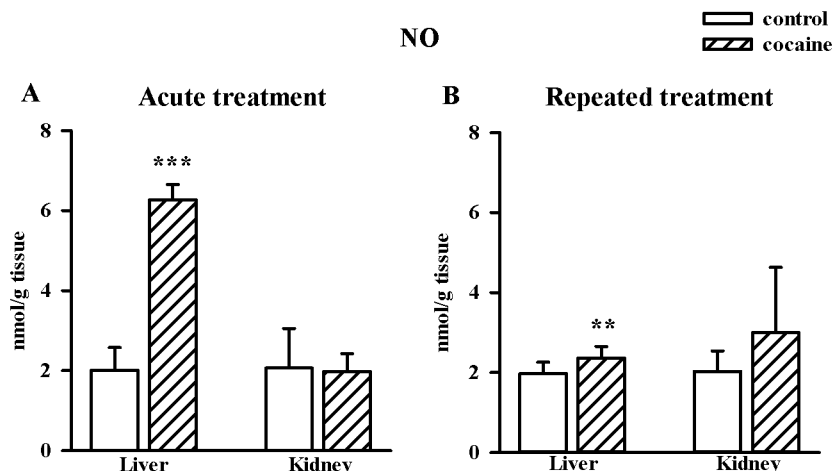 control
NO
cocaine
A
Acute treatment
B
Repeated treatment
8
6
4
2
0
nmol/g tissue
***
Liver
Kidney
8
6
4
2
0
nmol/g tissue
**
Liver
Kidney